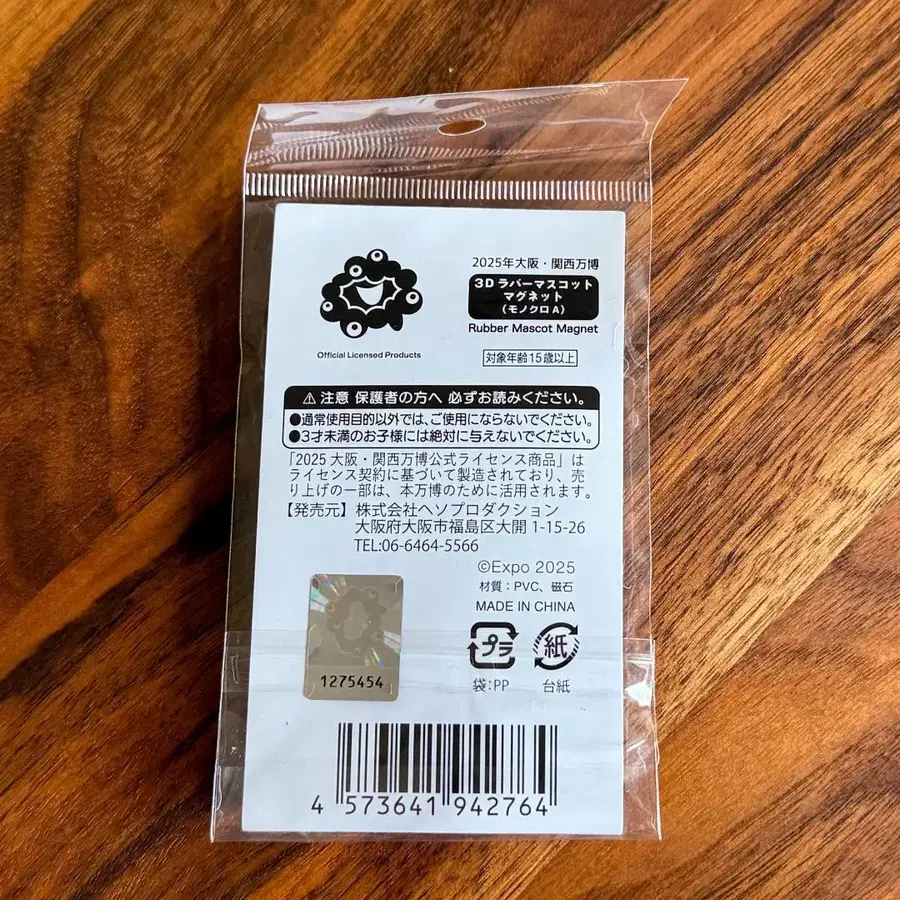 2025年大阪・関西万博
3Dラバーマスコット
マグネット
(モノクロA)
Rubber Mascot Magnet
Official Licensed Products
対象年齢15歳以上
⚠注意 保護者の方へ 必ずお読みください。
●通常使用目的以外では、ご使用にならないでください。
●3才未満のお子様には絶対に与えないでください。
「2025大阪・関西万博公式ライセンス商品」は
ライセンス契約に基づいて製造されており、売
り上げの一部は、本万博のために活用されます。
【発売元】株式会社ヘソプロダクション
大阪府大阪市福島区大開 1-15-26
TEL:06-6464-5566
©Expo 2025
材質:PVC、磁石
MADE IN CHINA
プラ 紙
袋:PP 台紙
1275454
4 573641 942764